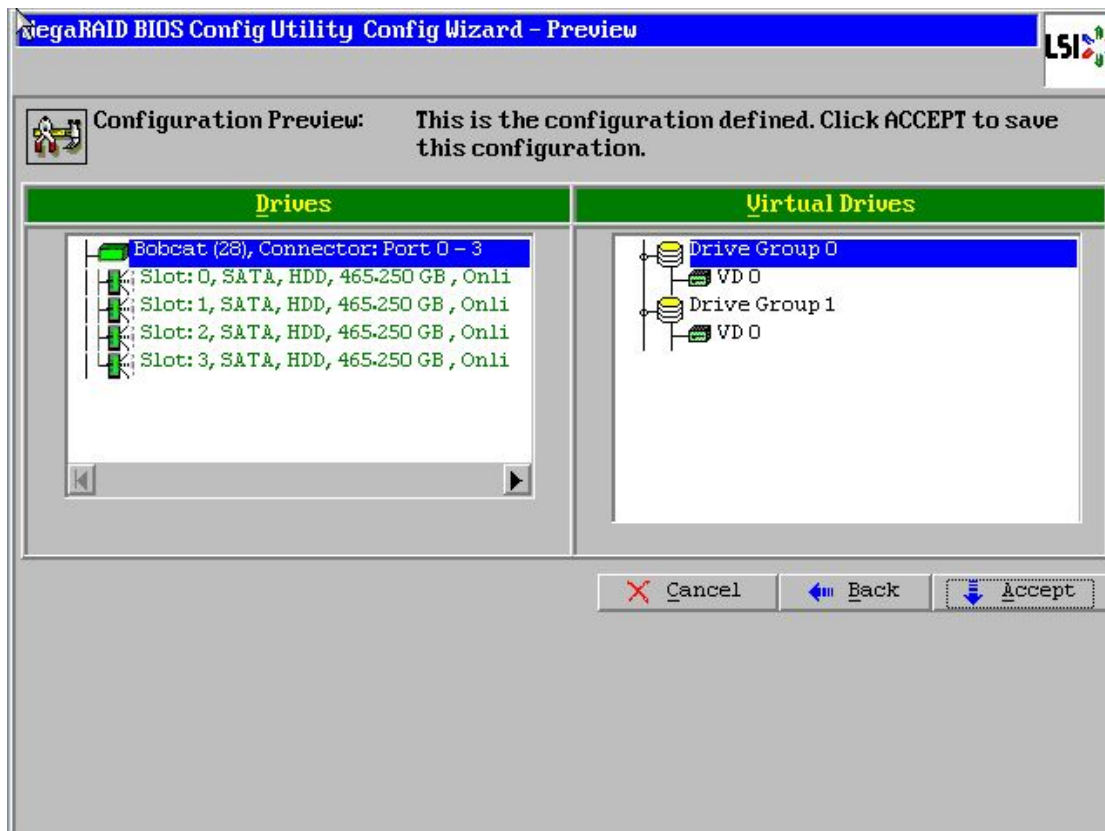 MegaRAID BIOS Config Utility Config Wizard - Preview
LSI
Configuration Preview:
This is the configuration defined. Click ACCEPT to save
this configuration.
Drives
Virtual Drives
Bobcat (28), Connector: Port 0 - 3
Slot: 0, SATA, HDD, 465.250 GB , Onli
Slot: 1, SATA, HDD, 465.250 GB , Onli
Slot: 2, SATA, HDD, 465.250 GB , Onli
Slot: 3, SATA, HDD, 465.250 GB , Onli
Drive Group 0
VD 0
Drive Group 1
VD 0
Cancel
Back
Accept